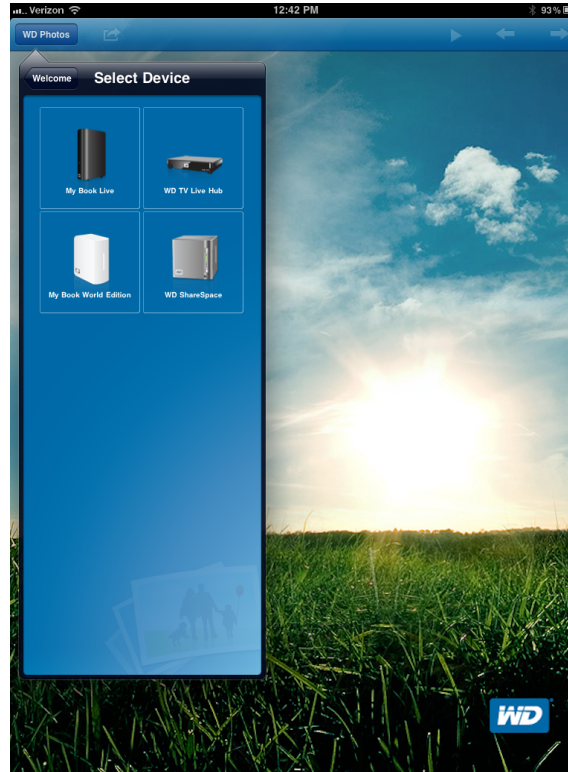 Verizon 12:42 PM 93%
WD Photos
Welcome Select Device
My Book Live WD TV Live Hub
My Book World Edition WD ShareSpace
WD